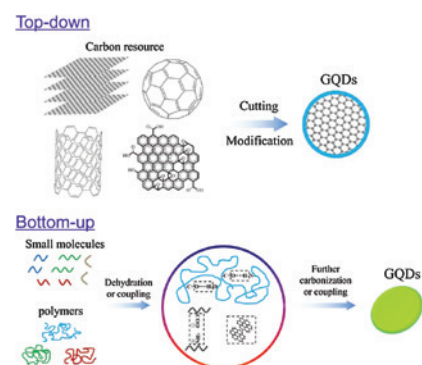 Top-down
Carbon resource
GQDs
Cutting
Modification
Bottom-up
Small molecules
polymers
Dehydration
or coupling
Further
carbonization
or coupling
GQDs